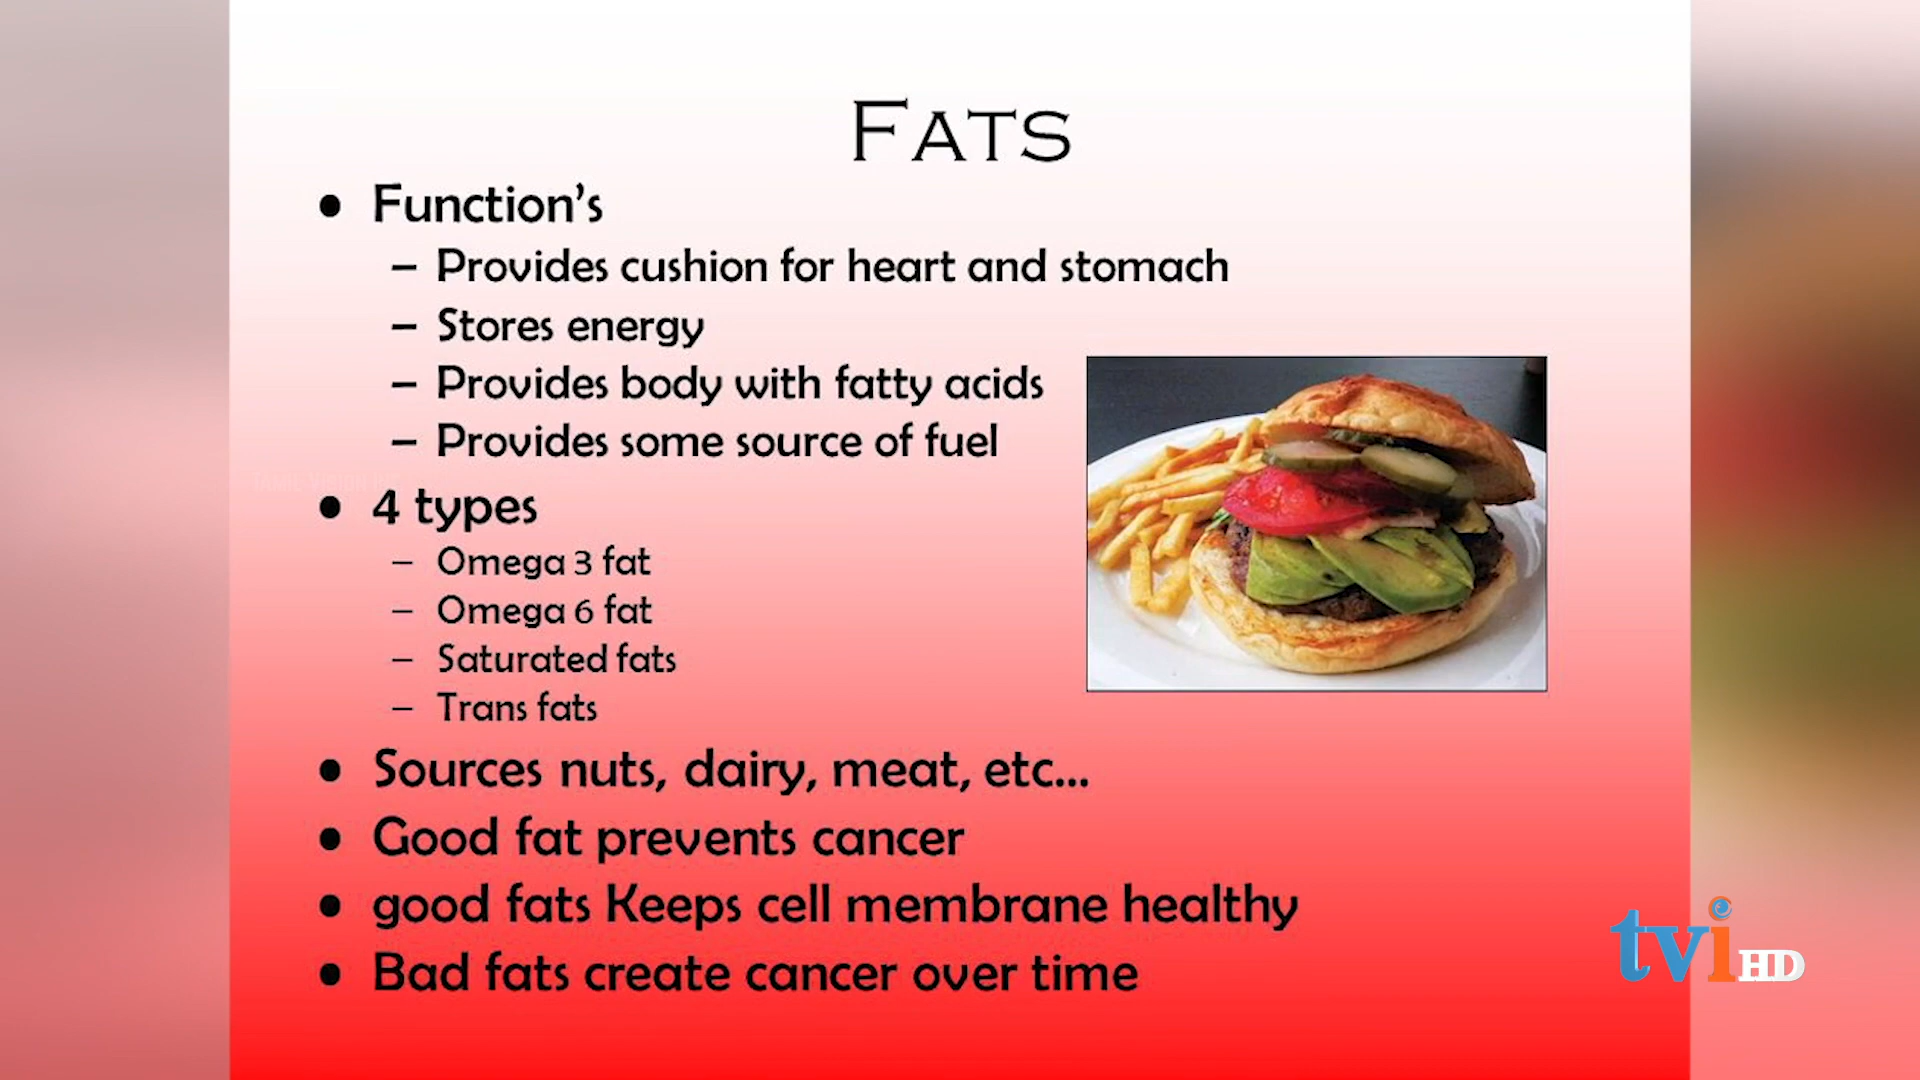 FATS
• Function's
– Provides cushion for heart and stomach
– Stores energy
– Provides body with fatty acids
– Provides some source of fuel
• 4 types
– Omega 3 fat
– Omega 6 fat
– Saturated fats
– Trans fats
• Sources nuts, dairy, meat, etc...
• Good fat prevents cancer
• good fats Keeps cell membrane healthy
• Bad fats create cancer over time
tvi HD